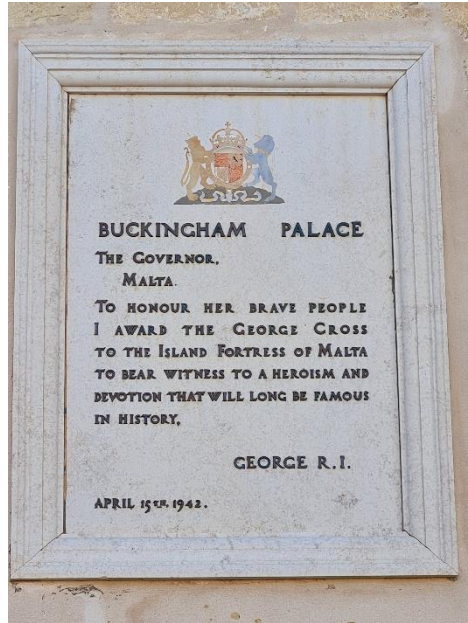 BUCKINGHAM PALACE
THE GOVERNOR,
MALTA.
TO HONOUR HER BRAVE PEOPLE
I AWARD THE GEORGE CROSS
TO THE ISLAND FORTRESS OF MALTA
TO BEAR WITNESS TO A HEROISM AND
DEVOTION THAT WILL LONG BE FAMOUS
IN HISTORY,
GEORGE R.I.
APRIL 15TH. 1942.